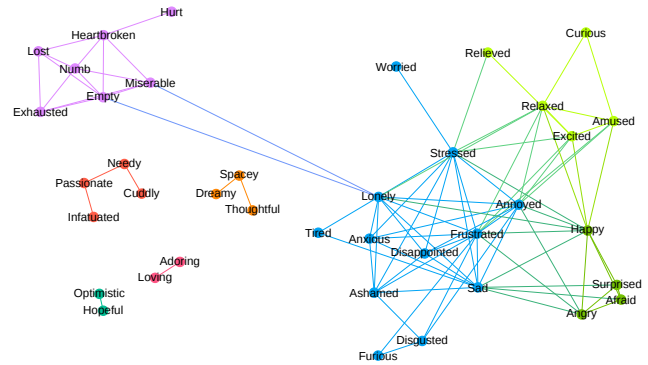 Hurt
Heartbroken
Curious
Lost
Relieved
Numb
Worried
Miserable
Empty
Relaxed
Exhausted
Amused
Excited
Stressed
Needy
Spacey
Passionate
Cuddly
Dreamy
Lonely
Annoyed
Thoughtful
Infatuated
Tired
Anxious
Frustrated
Happy
Disappointed
Adoring
Loving
Surprised
Sad
Optimistic
Ashamed
Afraid
Hopeful
Angry
Disgusted
Furious